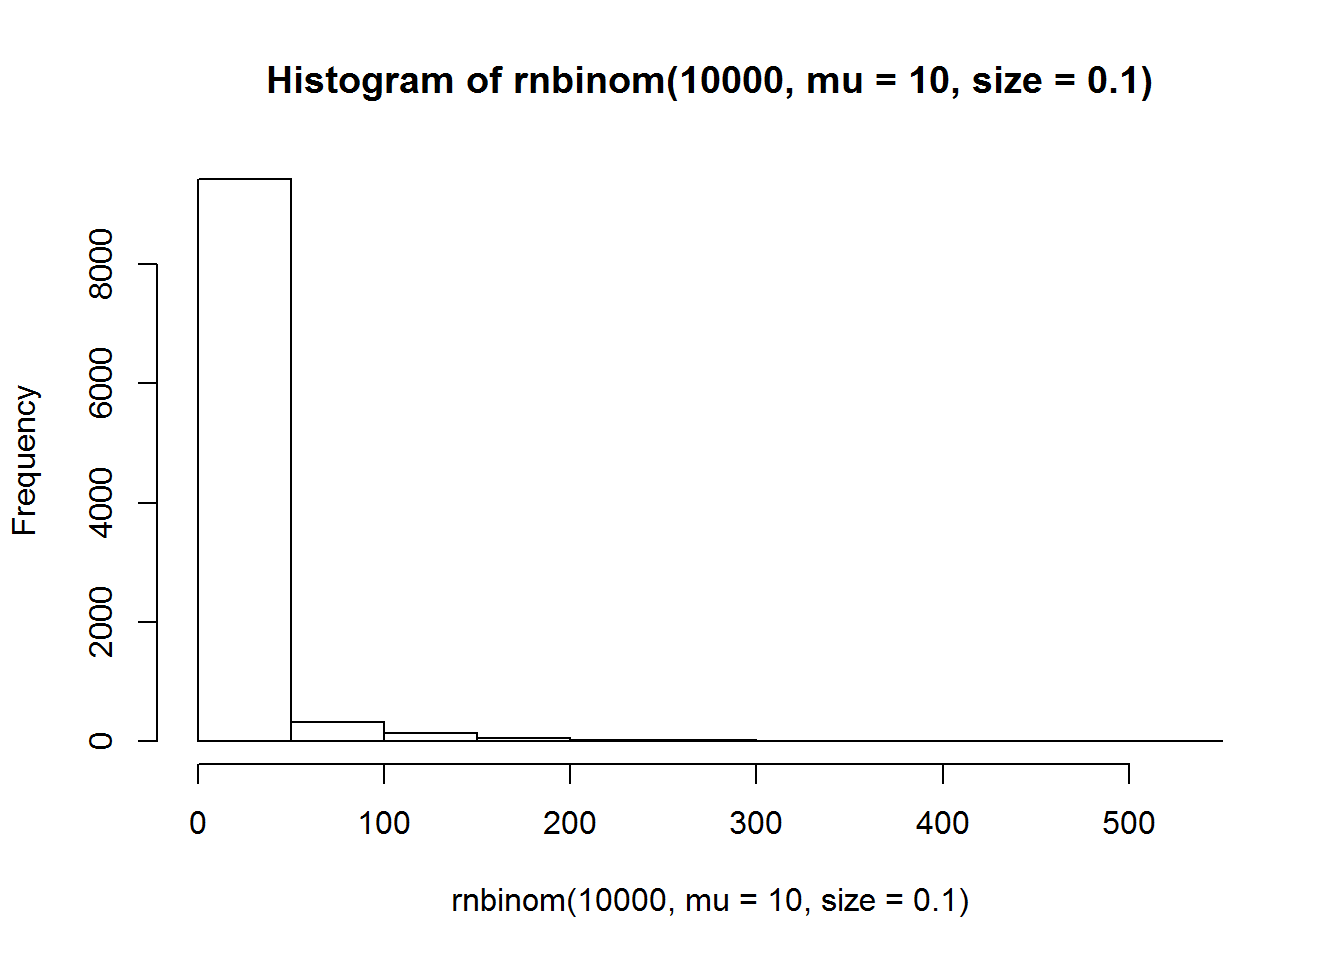 Histogram of rnbinom(10000, mu = 10, size = 0.1)
Frequency
8000
6000
4000
2000
0
0 100 200 300 400 500
rnbinom(10000, mu = 10, size = 0.1)